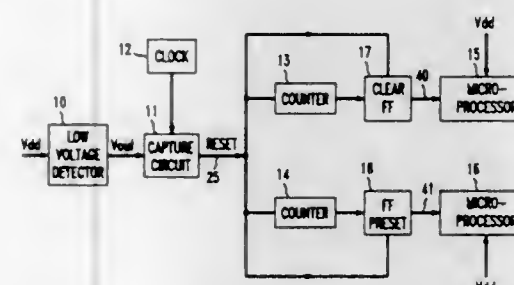 Vdd
12
CLOCK
13
17
15
COUNTER
CLEAR
FF
40
MICRO-
PROCESSOR
10
11
Vdd
LOW
VOLTAGE
DETECTOR
Vout
CAPTURE
CIRCUIT
RESET
25
14
18
16
COUNTER
FF
PRESET
41
MICRO-
PROCESSOR
Vdd